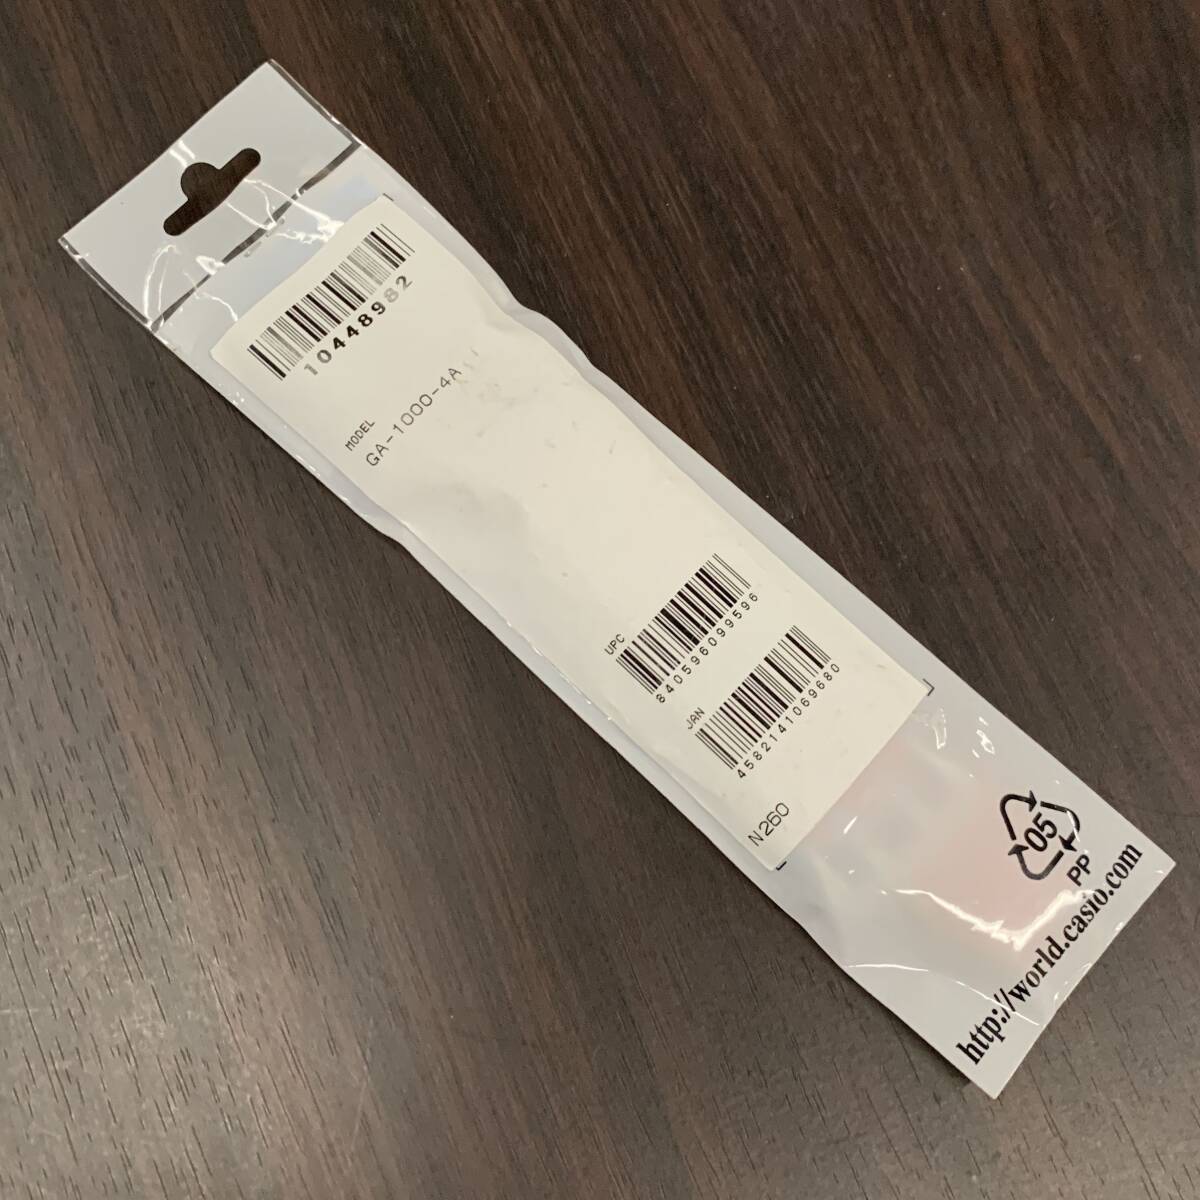 10448982
MODEL
GA-1000-4A
UPC
840596099596
JAN
4582141069680
N260
05
PP
http://world.casio.com